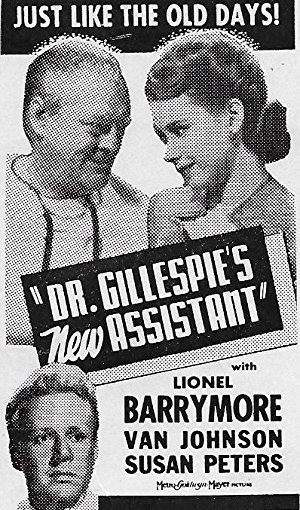 JUST LIKE THE OLD DAYS!
"DR. GILLESPIE'S
New ASSISTANT"
with
LIONEL
BARRYMORE
VAN JOHNSON
SUSAN PETERS
Metro-Goldwyn-Mayer PICTURE